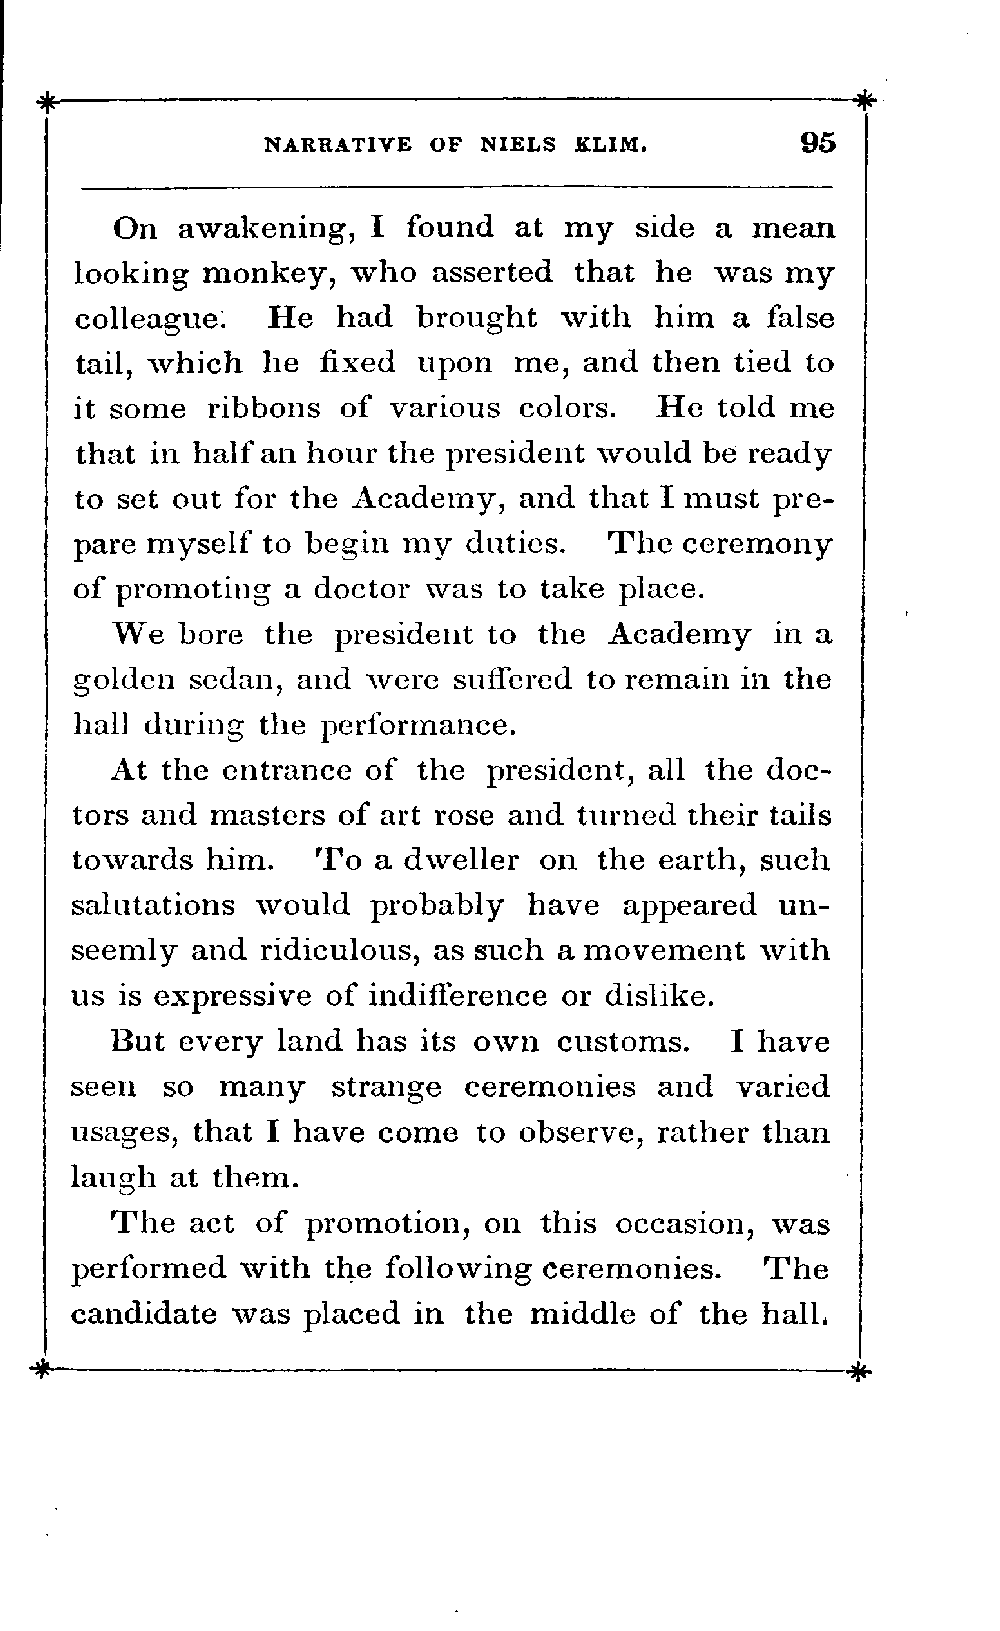 NARRATIVE OF NIELS KLIM. 95
On awakening, I found at my side a mean
looking monkey, who asserted that he was my
colleague. He had brought with him a false
tail, which he fixed upon me, and then tied to
it some ribbons of various colors. He told me
that in half an hour the president would be ready
to set out for the Academy, and that I must pre-
pare myself to begin my duties. The ceremony
of promoting a doctor was to take place.
We bore the president to the Academy in a
golden sedan, and were suffered to remain in the
hall during the performance.
At the entrance of the president, all the doc-
tors and masters of art rose and turned their tails
towards him. To a dweller on the earth, such
salutations would probably have appeared un-
seemly and ridiculous, as such a movement with
us is expressive of indifference or dislike.
But every land has its own customs. I have
seen so many strange ceremonies and varied
usages, that I have come to observe, rather than
laugh at them.
The act of promotion, on this occasion, was
performed with the following ceremonies. The
candidate was placed in the middle of the hall.